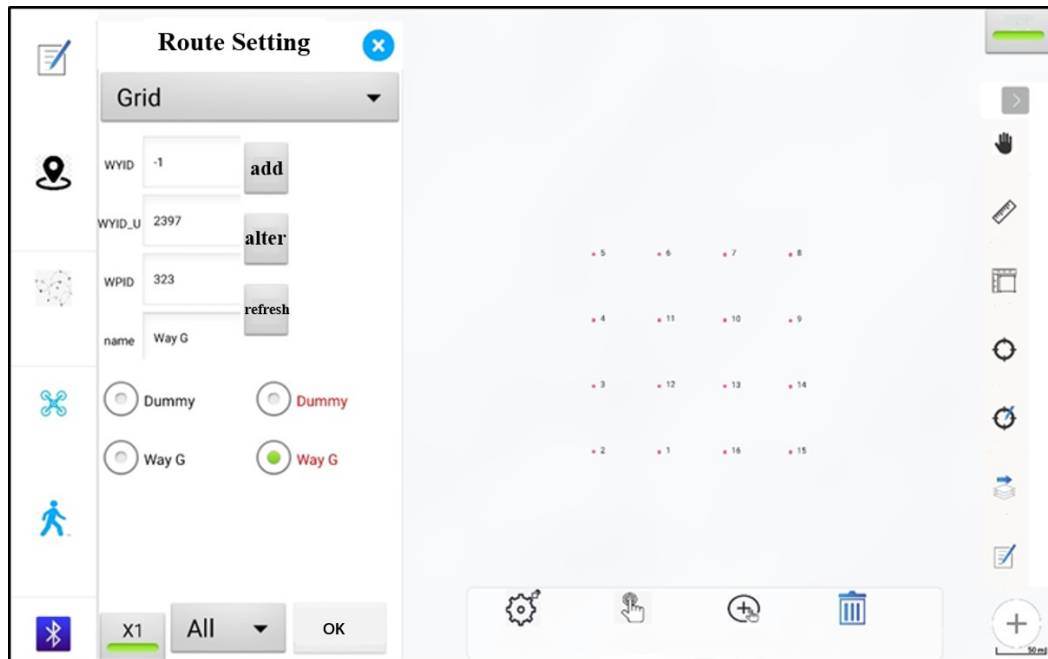 Route Setting
Grid
WYID -1 add
WYID_U 2397 alter
WPID 323 refresh
name Way G
Dummy Dummy
Way G Way G
X1 All OK
5 6 7 8
4 11 10 9
3 12 13 14
2 1 16 15
50 m